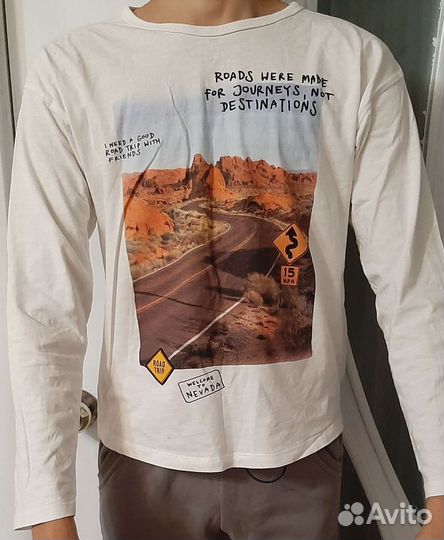 ROADS WERE MADE
FOR JOURNEYS, NOT
DESTINATIONS
I NEED A GOOD
ROAD TRIP WITH
FRIENDS
15
M.P.H.
ROAD
TRIP
WELCOME
TO
NEVADA
Avito